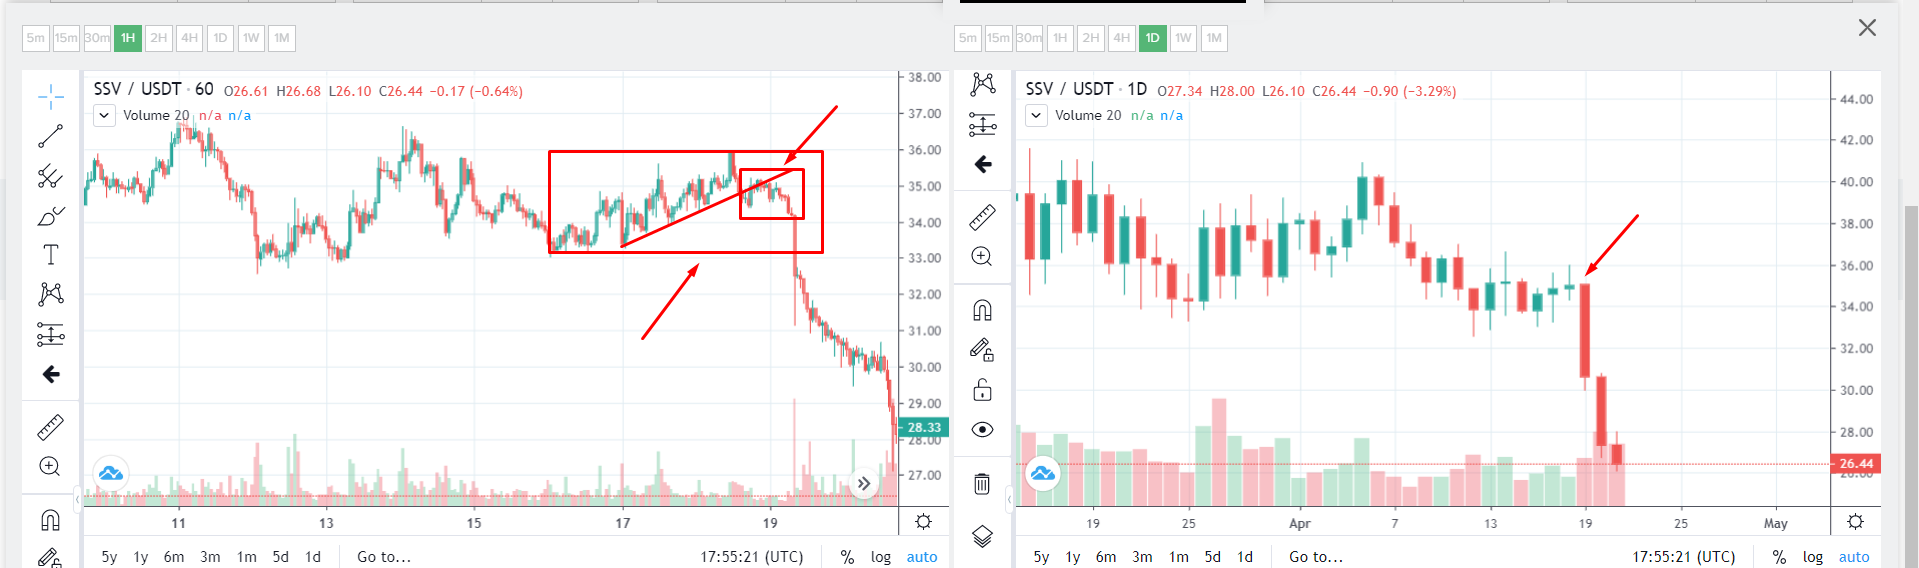 5m 15m 30m 1H 2H 4H 1D 1W 1M
SSV / USDT · 60 O26.61 H26.68 L26.10 C26.44 −0.17 (−0.64%)
Volume 20 n/a n/a
38.00
37.00
36.00
35.00
34.00
33.00
32.00
31.00
30.00
29.00
28.33
28.00
27.00
11 13 15 17 19
5y 1y 6m 3m 1m 5d 1d Go to... 17:55:21 (UTC) % log auto
5m 15m 30m 1H 2H 4H 1D 1W 1M
SSV / USDT · 1D O27.34 H28.00 L26.10 C26.44 −0.90 (−3.29%)
Volume 20 n/a n/a
44.00
42.00
40.00
38.00
36.00
34.00
32.00
30.00
28.00
26.44
26.00
19 25 Apr 7 13 19 25 May
5y 1y 6m 3m 1m 5d 1d Go to... 17:55:21 (UTC) % log auto